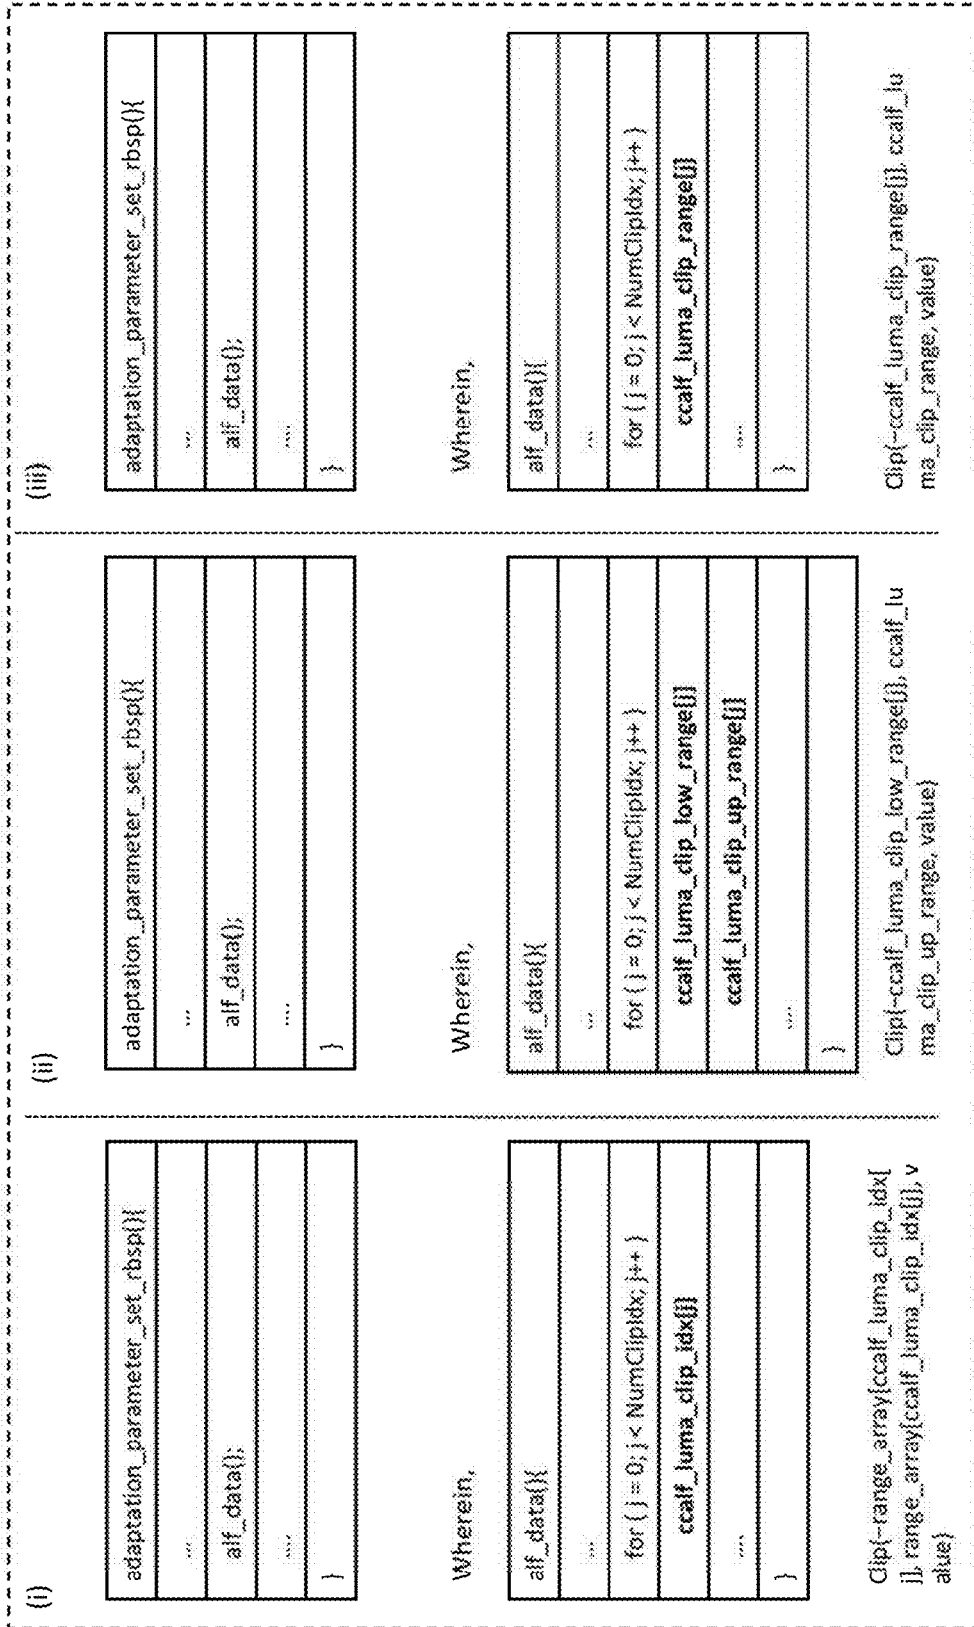 (i)
adaptation_parameter_set_rbsp(){
...
alf_data();
....
}
Wherein,
alf_data(){
...
for ( j = 0; j < NumClipIdx; j++ )
ccalf_luma_clip_idx[j]
....
}
Clip(-range_array[ccalf_luma_clip_idx[
j]], range_array[ccalf_luma_clip_idx[j]], v
alue)
(ii)
adaptation_parameter_set_rbsp(){
...
alf_data();
....
}
Wherein,
alf_data(){
...
for ( j = 0; j < NumClipIdx; j++ )
ccalf_luma_clip_low_range[j]
ccalf_luma_clip_up_range[j]
....
}
Clip(-ccalf_luma_clip_low_range[j], ccalf_lu
ma_clip_up_range, value)
(iii)
adaptation_parameter_set_rbsp(){
...
alf_data();
....
}
Wherein,
alf_data(){
...
for ( j = 0; j < NumClipIdx; j++ )
ccalf_luma_clip_range[j]
....
}
Clip(-ccalf_luma_clip_range[j], ccalf_lu
ma_clip_range, value)